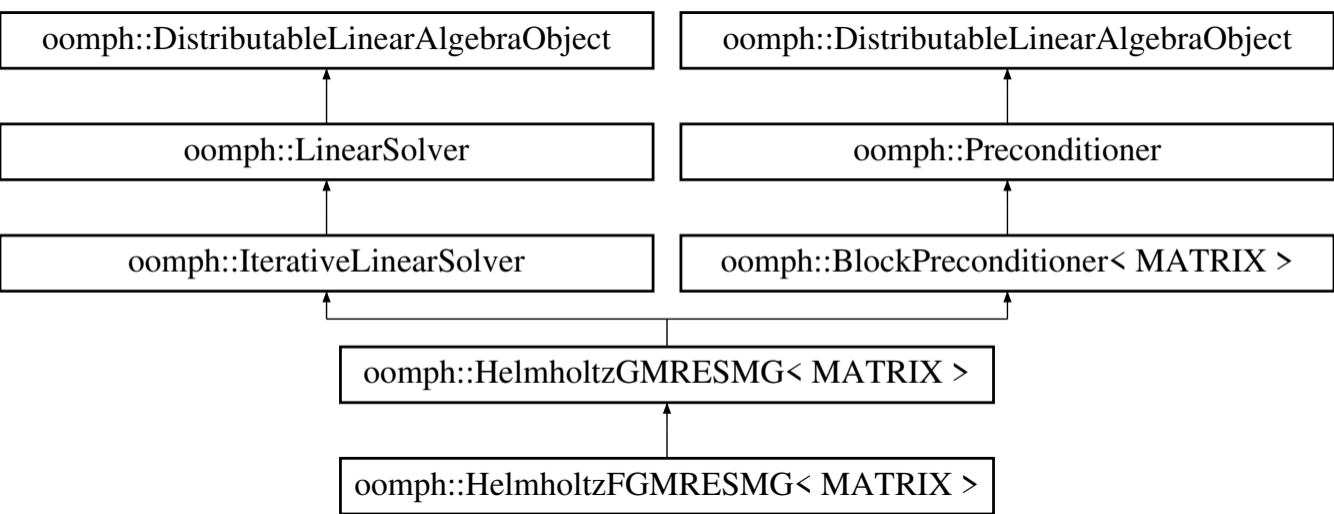 oomph::DistributableLinearAlgebraObject
oomph::DistributableLinearAlgebraObject
oomph::LinearSolver
oomph::Preconditioner
oomph::IterativeLinearSolver
oomph::BlockPreconditioner< MATRIX >
oomph::HelmholtzGMRESMG< MATRIX >
oomph::HelmholtzFGMRESMG< MATRIX >